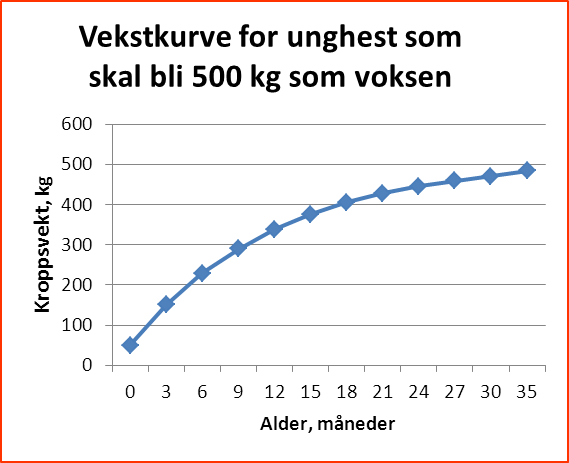 Vekstkurve for unghest som
skal bli 500 kg som voksen
600
500
400
300
200
100
0
Kroppsvekt, kg
0 3 6 9 12 15 18 21 24 27 30 35
Alder, måneder